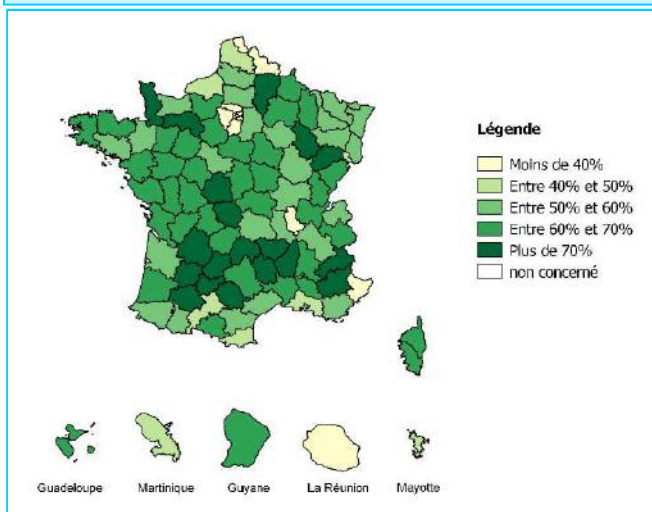 Légende
Moins de 40%
Entre 40% et 50%
Entre 50% et 60%
Entre 60% et 70%
Plus de 70%
non concerné
Guadeloupe
Martinique
Guyane
La Réunion
Mayotte